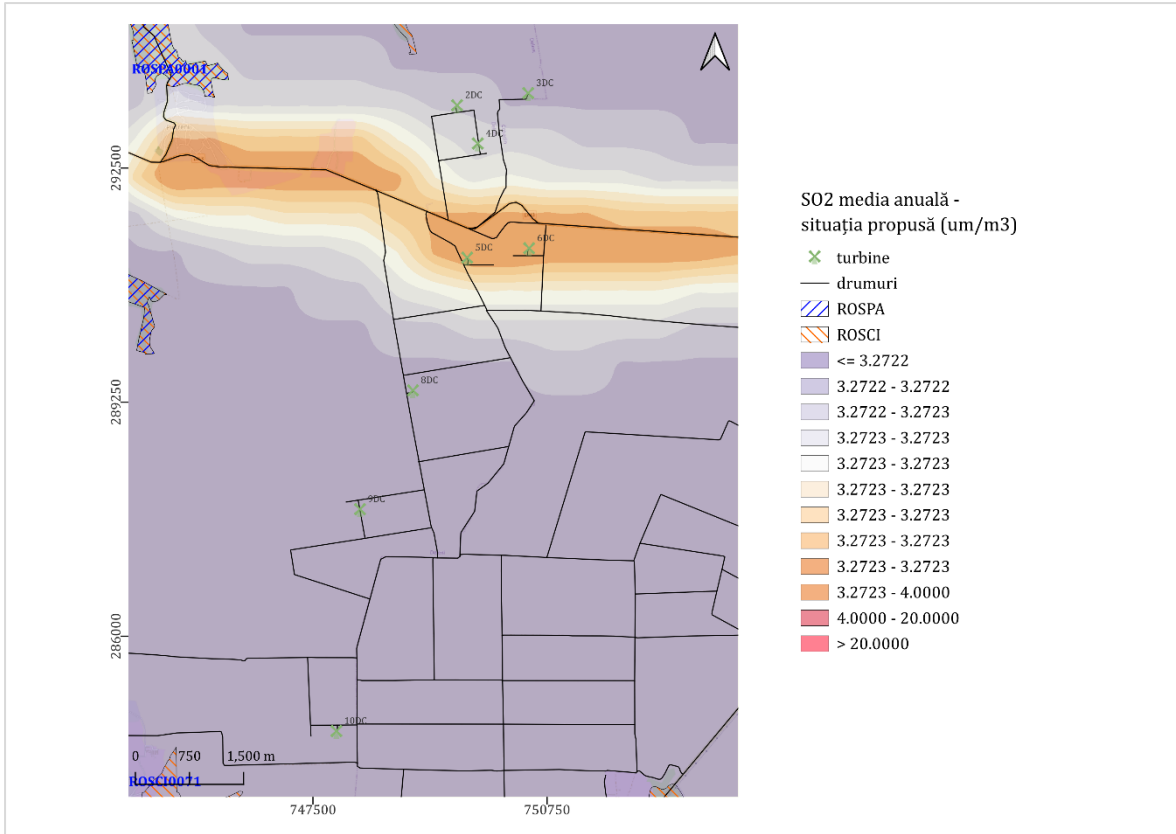 ROSPA0001
2DC
3DC
4DC
5DC
6DC
8DC
9DC
10DC
0 750 1,500 m
ROSCI0071
292500
289250
286000
747500 750750
SO2 media anuală -
situația propusă (um/m3)
turbine
drumuri
ROSPA
ROSCI
<= 3.2722
3.2722 - 3.2722
3.2722 - 3.2723
3.2723 - 3.2723
3.2723 - 3.2723
3.2723 - 3.2723
3.2723 - 3.2723
3.2723 - 3.2723
3.2723 - 3.2723
3.2723 - 4.0000
4.0000 - 20.0000
> 20.0000